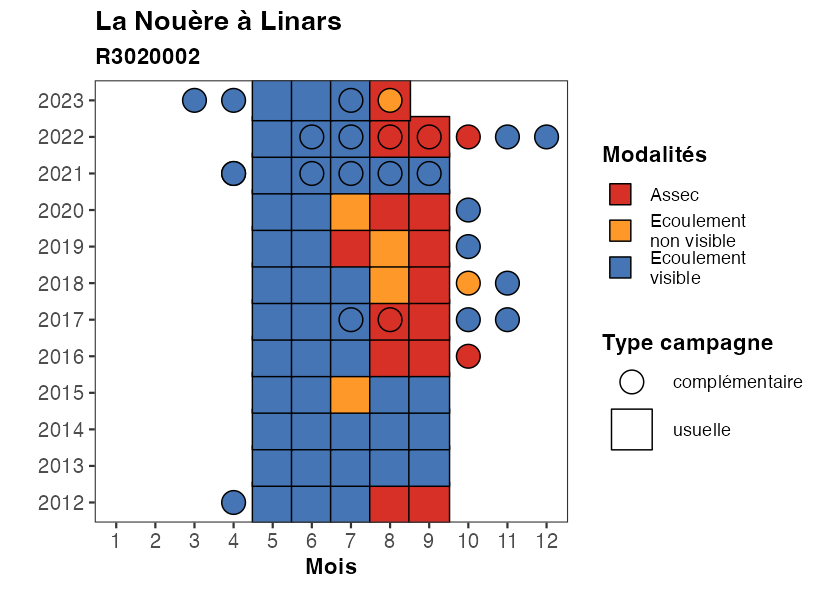 La Nouère à Linars
R3020002
2023
2022
2021
2020
2019
2018
2017
2016
2015
2014
2013
2012
1 2 3 4 5 6 7 8 9 10 11 12
Mois
Modalités
Assec
Ecoulement
non visible
Ecoulement
visible
Type campagne
complémentaire
usuelle